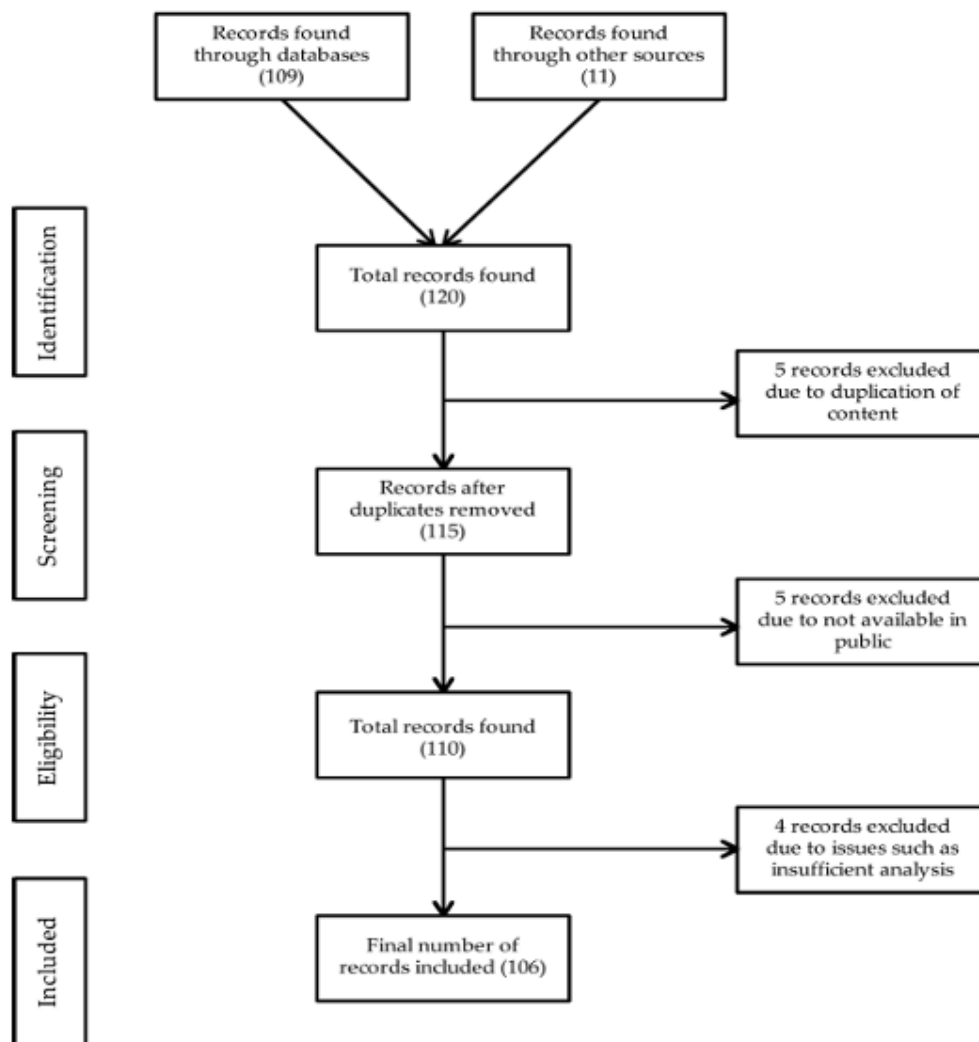 Records found
through databases
(109)
Records found
through other sources
(11)
Identification
Total records found
(120)
5 records excluded
due to duplication of
content
Screening
Records after
duplicates removed
(115)
5 records excluded
due to not available in
public
Eligibility
Total records found
(110)
4 records excluded
due to issues such as
insufficient analysis
Included
Final number of
records included (106)